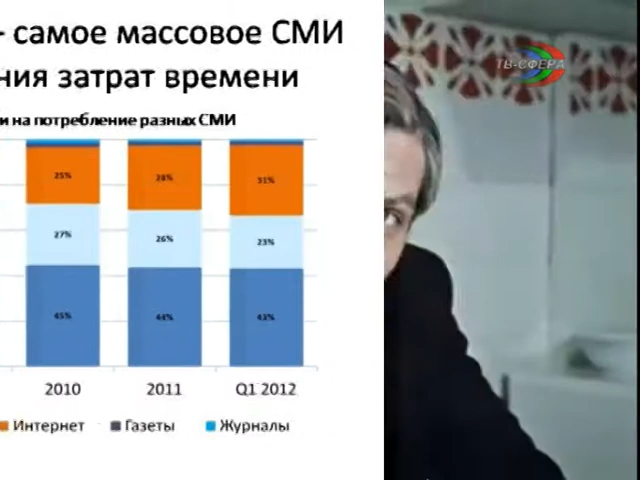 - самое массовое СМИ
ния затрат времени
и на потребление разных СМИ
25%
28%
31%
27%
26%
23%
45%
44%
43%
2010
2011
Q1 2012
Интернет
Газеты
Журналы
ТВ-СФЕРА